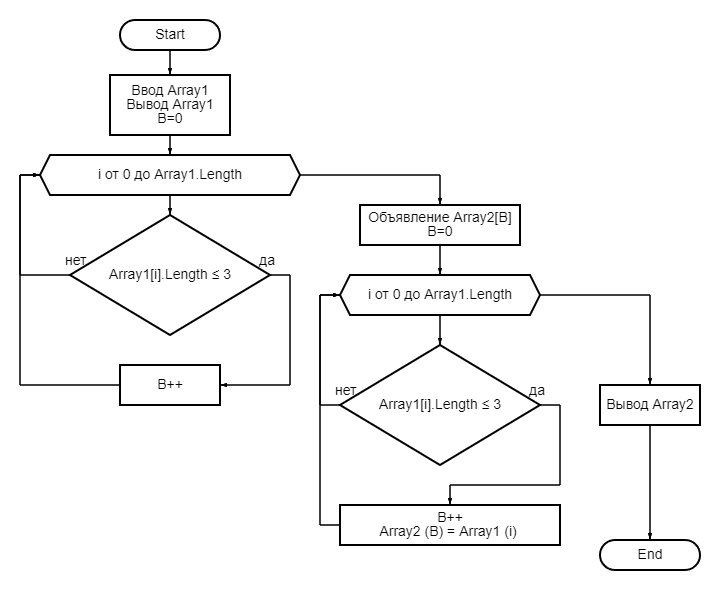 Start
Ввод Array1
Вывод Array1
B=0
i от 0 до Array1.Length
нет
да
Array1[i].Length ≤ 3
B++
Объявление Array2[B]
B=0
i от 0 до Array1.Length
нет
да
Array1[i].Length ≤ 3
B++
Array2 (B) = Array1 (i)
Вывод Array2
End